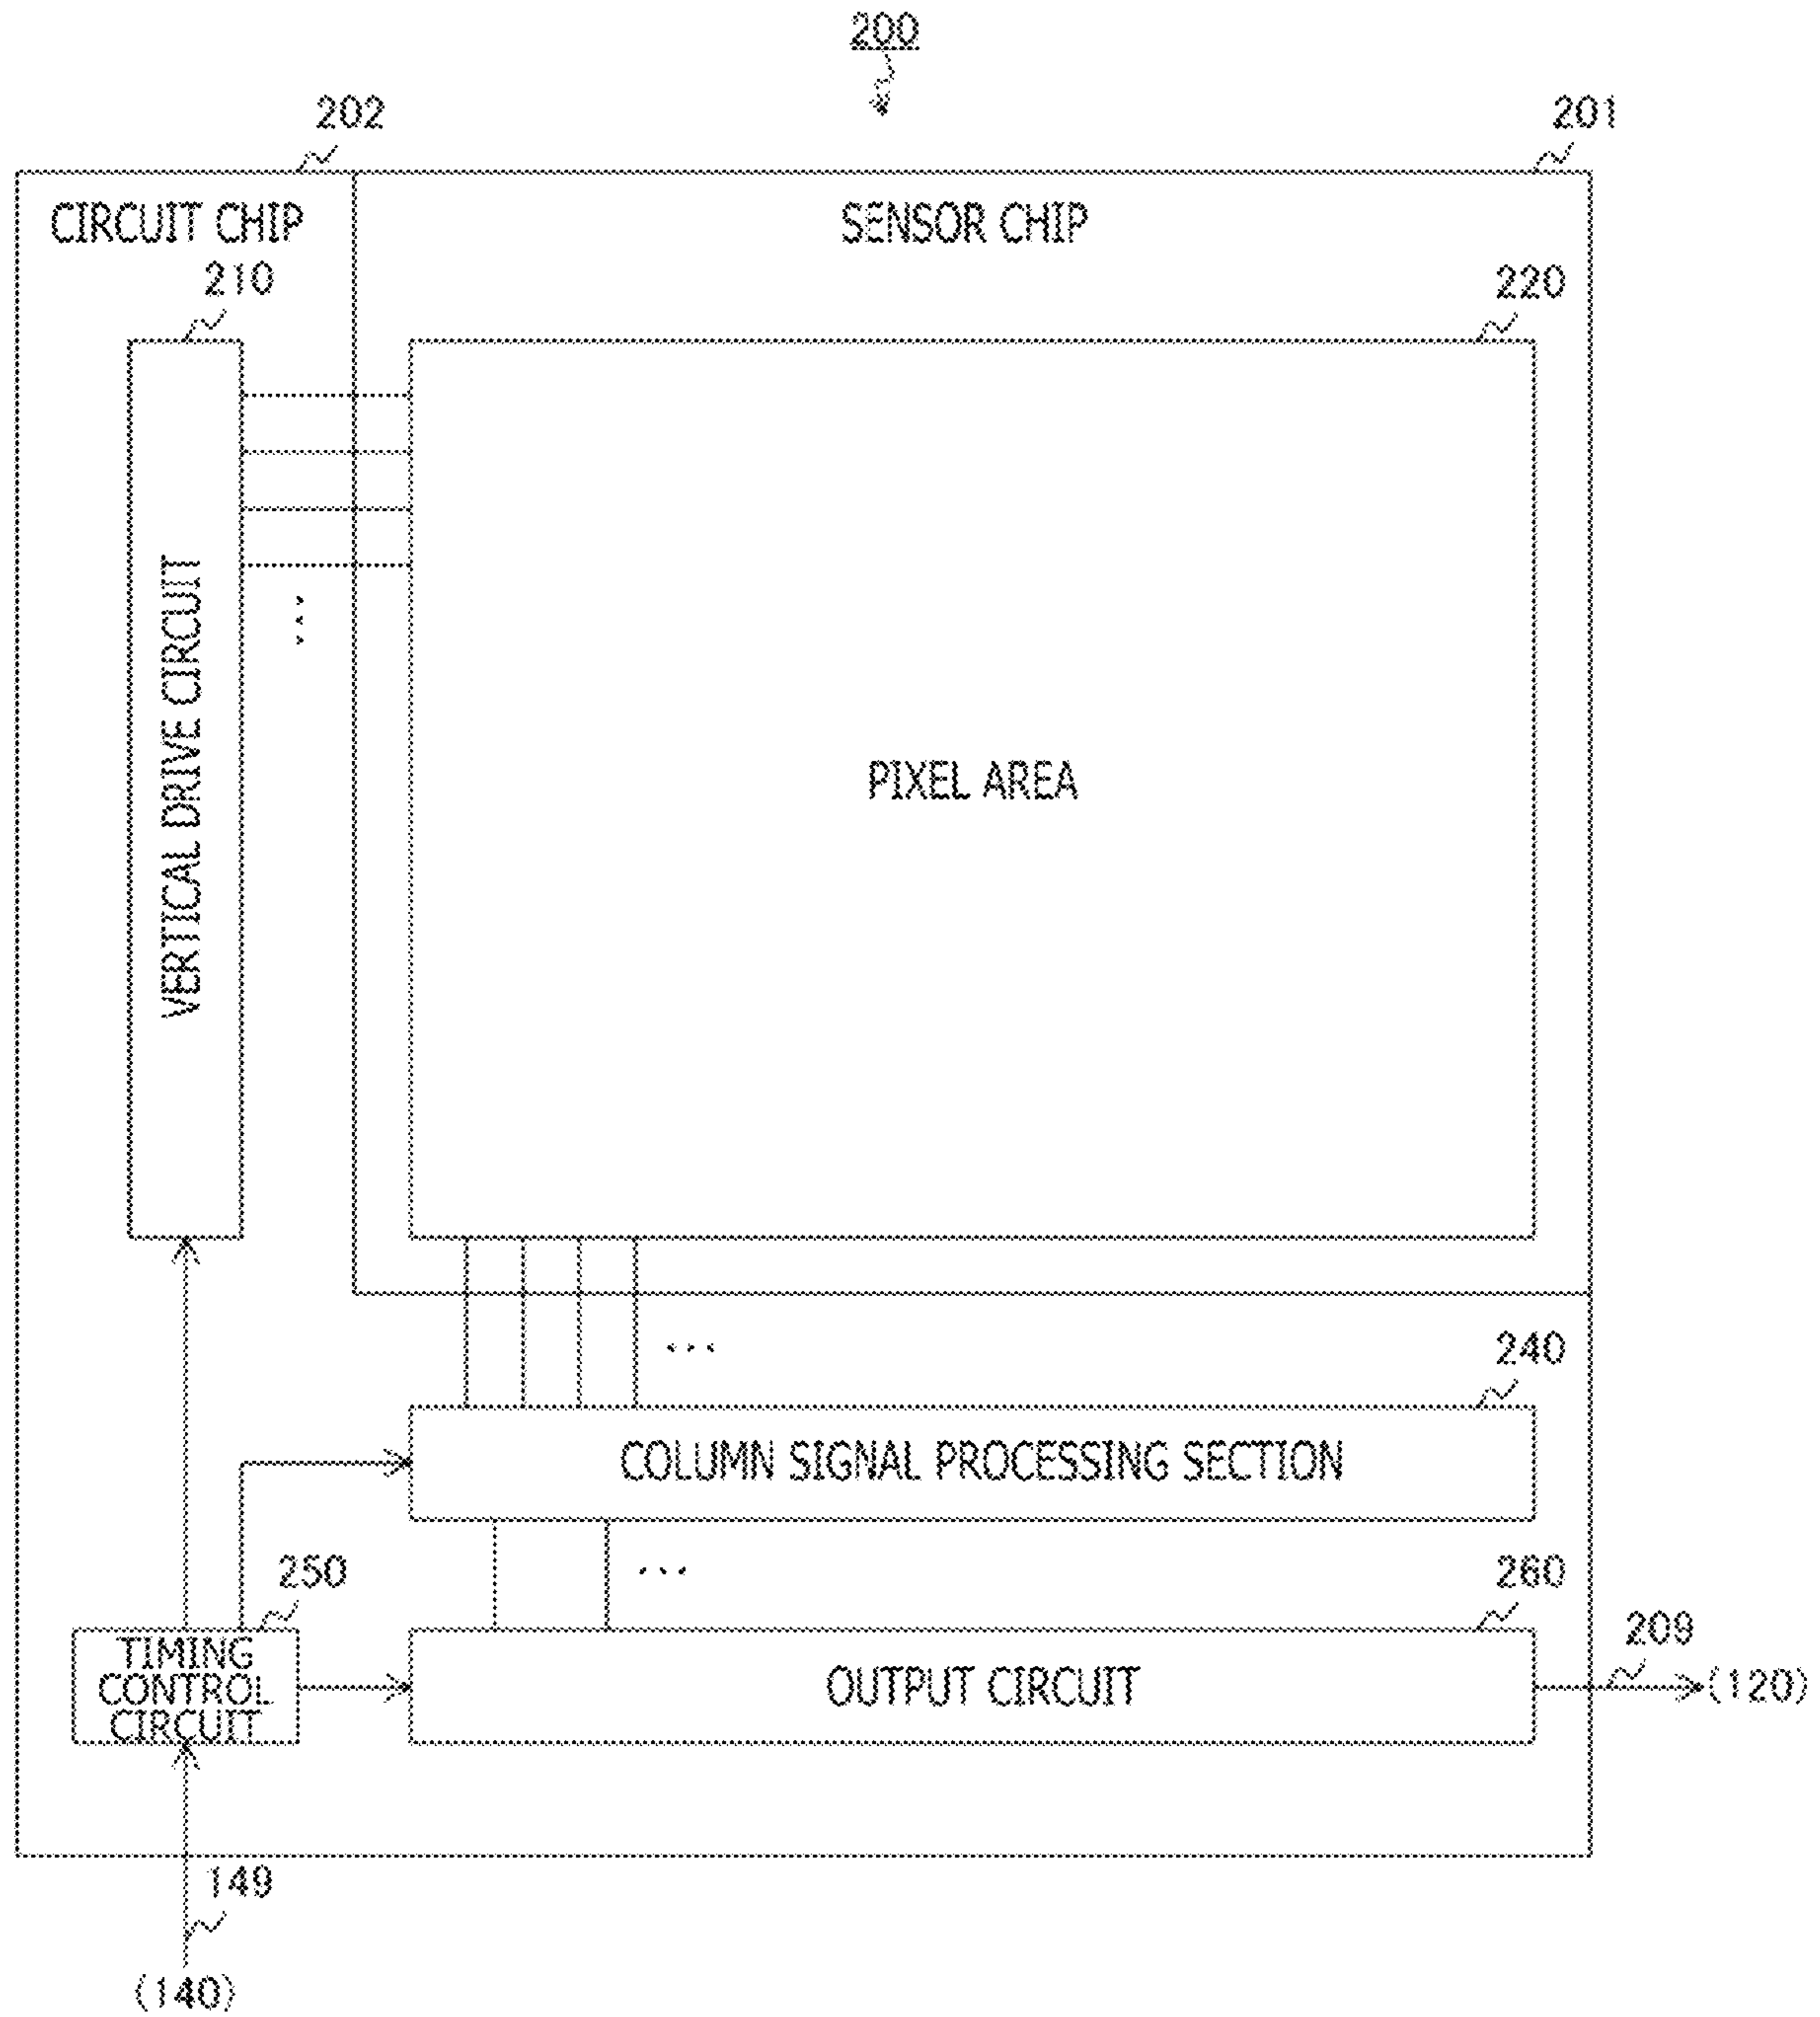 200
202
201
CIRCUIT CHIP
SENSOR CHIP
210
220
VERTICAL DRIVE CIRCUIT
...
PIXEL AREA
...
240
COLUMN SIGNAL PROCESSING SECTION
...
250
260
209
TIMING
CONTROL
CIRCUIT
OUTPUT CIRCUIT
(120)
149
(140)